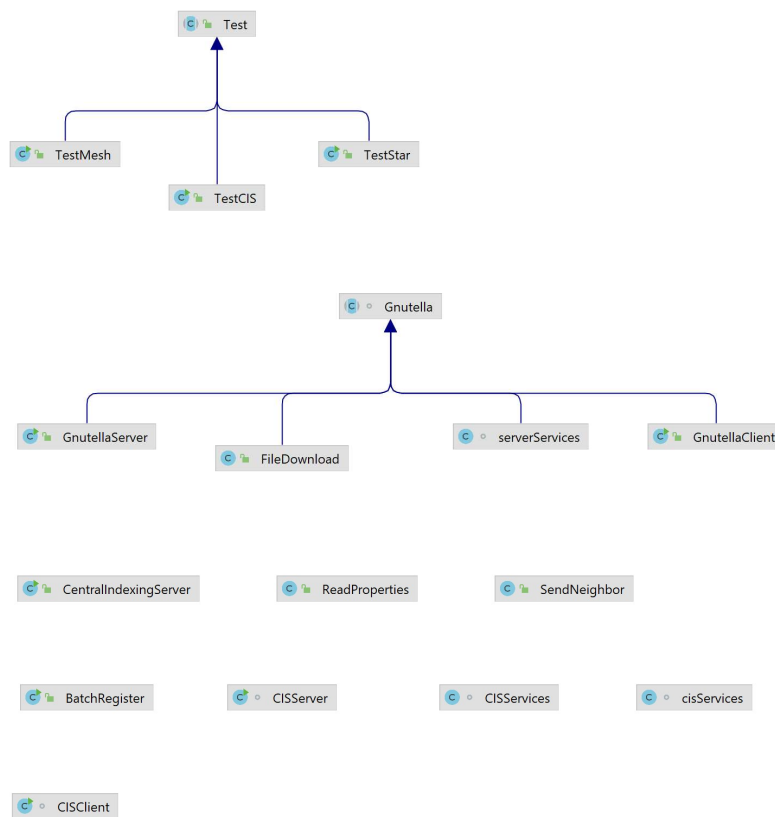 Test
TestMesh
TestStar
TestCIS
Gnutella
GnutellaServer
serverServices
GnutellaClient
FileDownload
CentralIndexingServer
ReadProperties
SendNeighbor
BatchRegister
CISServer
CISServices
cisServices
CISClient